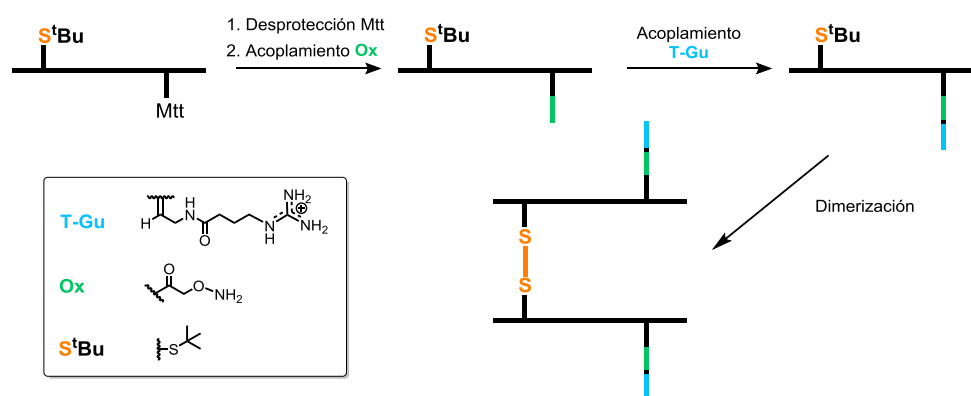 StBu
Mtt
1. Desprotección Mtt
2. Acoplamiento Ox
StBu
Acoplamiento
T-Gu
StBu
Dimerización
S
S
T-Gu
H
H
N
O
N
H
NH2
⊕
NH2
Ox
O
O
NH2
StBu
S